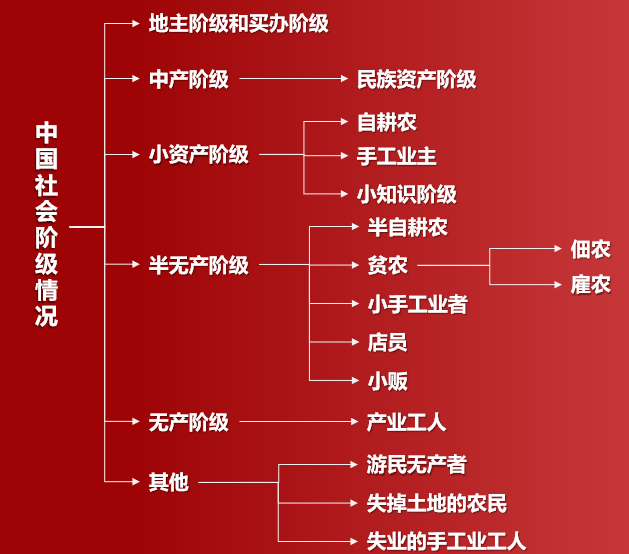 中国社会阶级情况
地主阶级和买办阶级
中产阶级
民族资产阶级
小资产阶级
自耕农
手工业主
小知识阶级
半无产阶级
半自耕农
贫农
佃农
雇农
小手工业者
店员
小贩
无产阶级
产业工人
其他
游民无产者
失掉土地的农民
失业的手工业工人